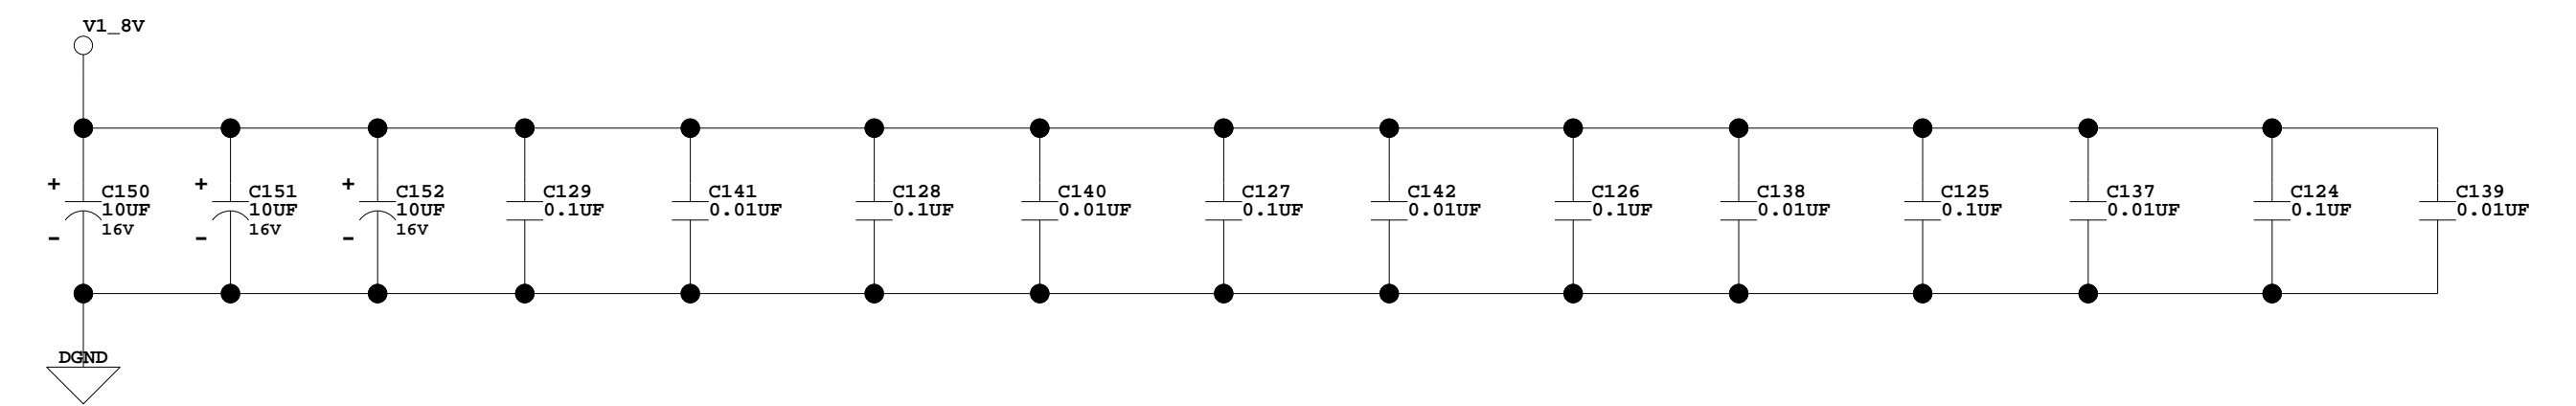 V1_8V
+ C150
10UF
16V
-
+ C151
10UF
16V
-
+ C152
10UF
16V
-
C129
0.1UF
C141
0.01UF
C128
0.1UF
C140
0.01UF
C127
0.1UF
C142
0.01UF
C126
0.1UF
C138
0.01UF
C125
0.1UF
C137
0.01UF
C124
0.1UF
C139
0.01UF
DGND